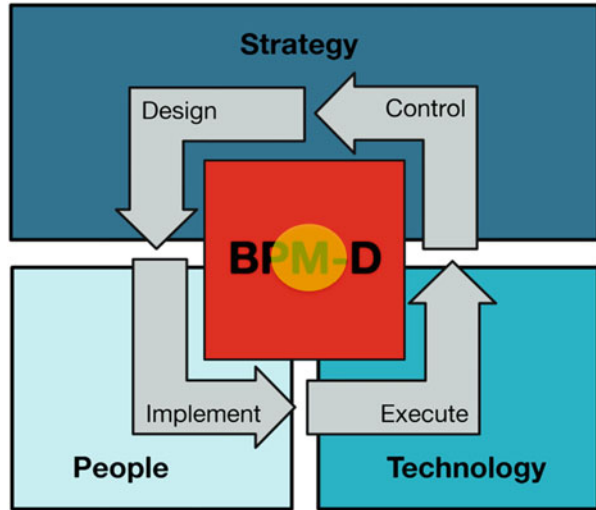 Strategy
Design
Control
BPM-D
Implement
Execute
People
Technology